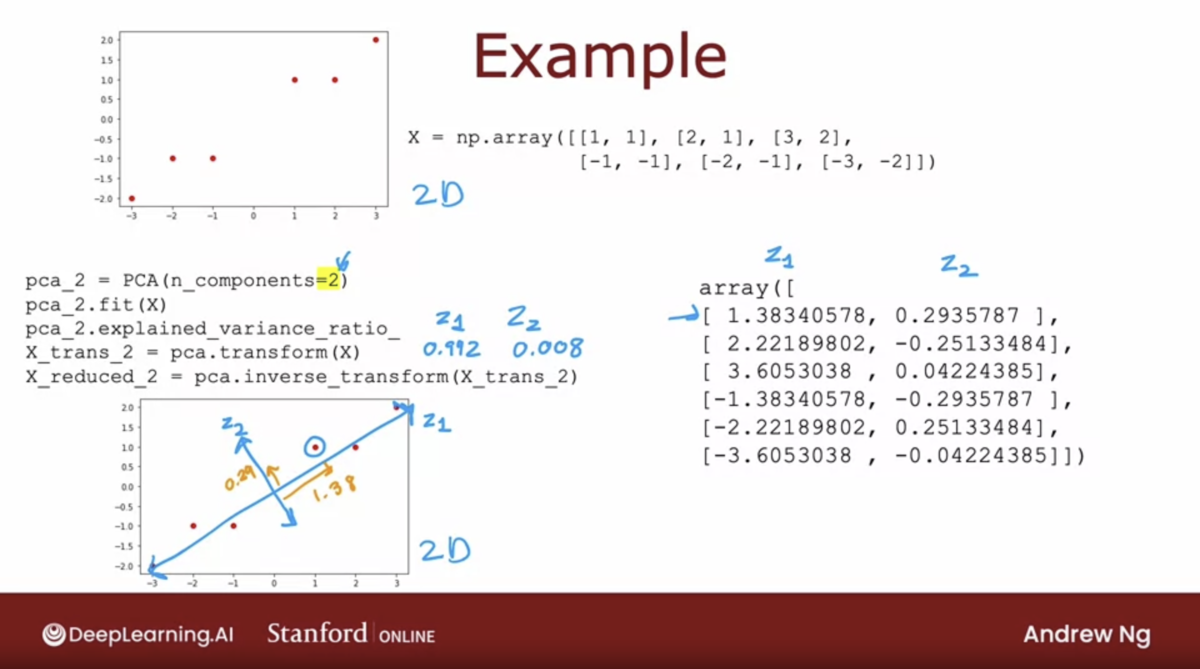 Example
2.0
1.5
1.0
0.5
0.0
−0.5
−1.0
−1.5
−2.0
−3 −2 −1 0 1 2 3
X = np.array([[1, 1], [2, 1], [3, 2],
[-1, -1], [-2, -1], [-3, -2]])
2D
pca_2 = PCA(n_components=2)
pca_2.fit(X)
pca_2.explained_variance_ratio_
z1 z2
0.992 0.008
X_trans_2 = pca.transform(X)
X_reduced_2 = pca.inverse_transform(X_trans_2)
z1 z2
array([
[ 1.38340578, 0.2935787 ],
[ 2.22189802, -0.25133484],
[ 3.6053038 , 0.04224385],
[-1.38340578, -0.2935787 ],
[-2.22189802, 0.25133484],
[-3.6053038 , -0.04224385]])
2.0
1.5
1.0
0.5
0.0
−0.5
−1.0
−1.5
−2.0
−3 −2 −1 0 1 2 3
z2
z1
0.29
1.38
2D
DeepLearning.AI Stanford ONLINE Andrew Ng